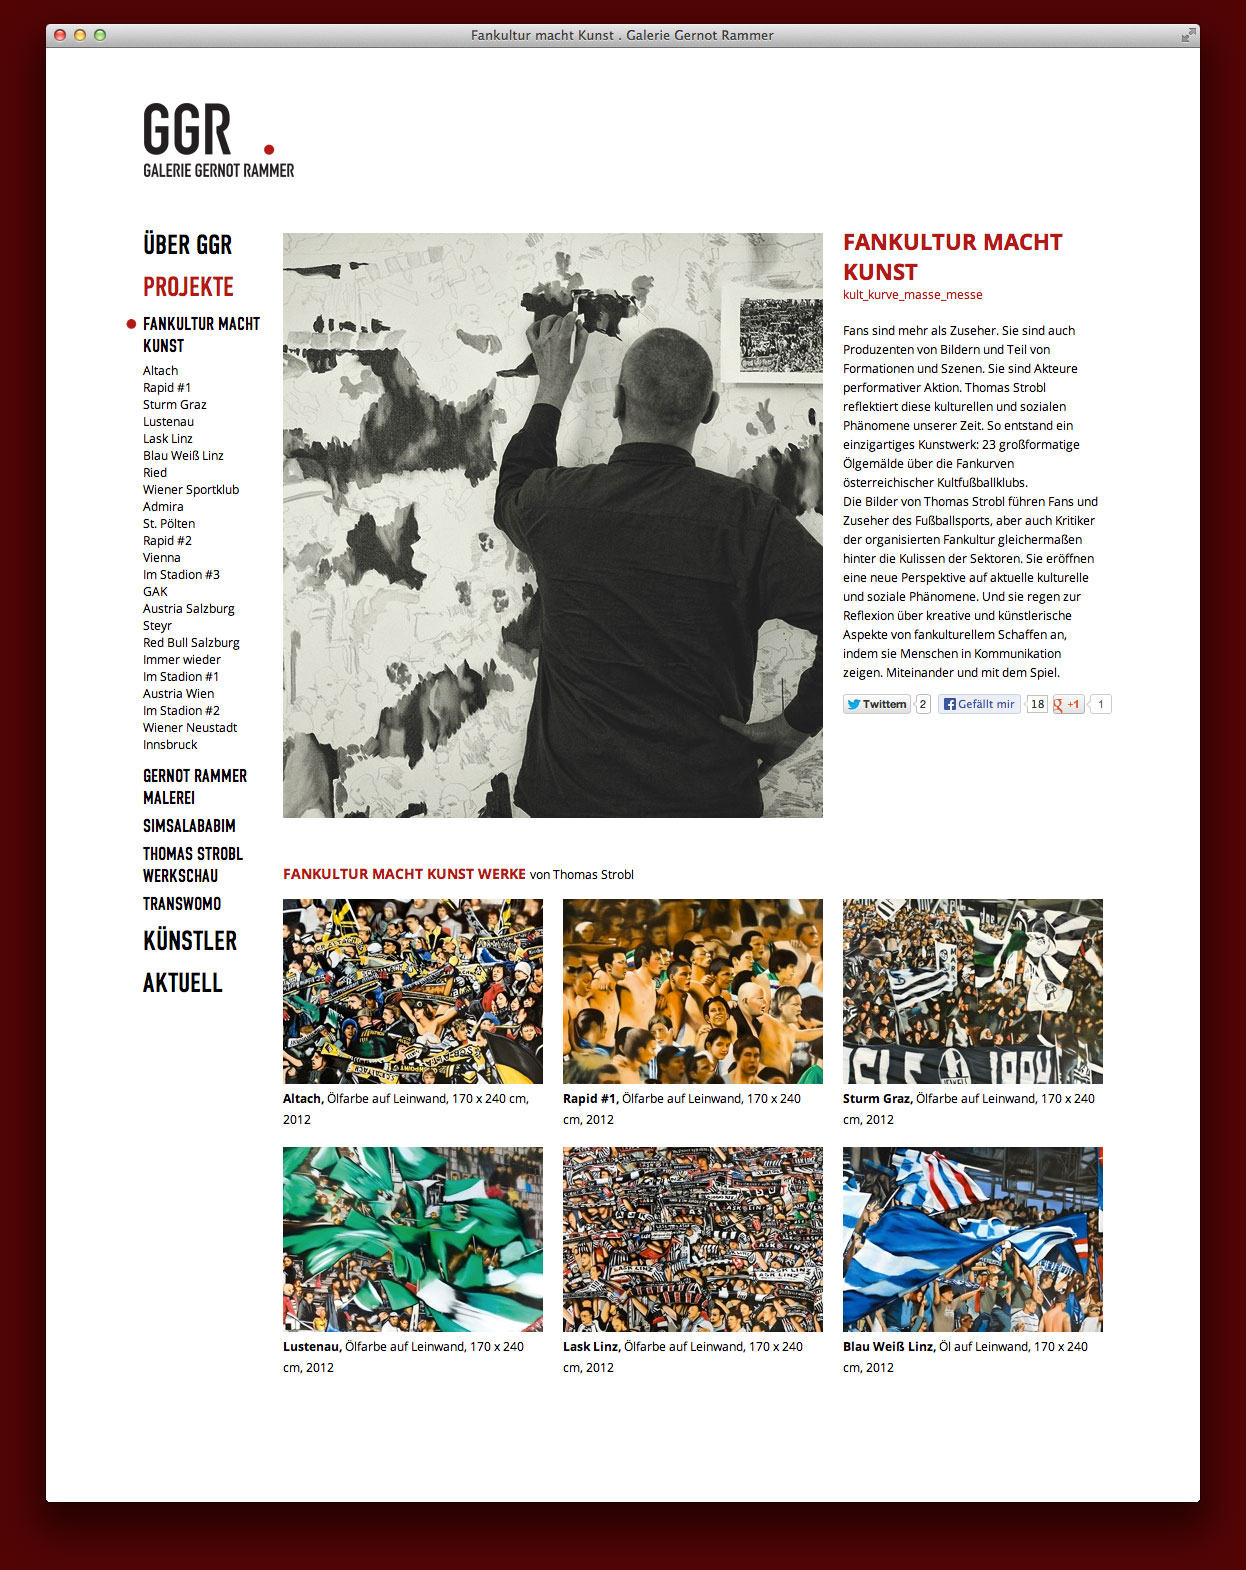 Fankultur macht Kunst . Galerie Gernot Rammer
GGR .
GALERIE GERNOT RAMMER
ÜBER GGR
PROJEKTE
FANKULTUR MACHT
KUNST
Altach
Rapid #1
Sturm Graz
Lustenau
Lask Linz
Blau Weiß Linz
Ried
Wiener Sportklub
Admira
St. Pölten
Rapid #2
Vienna
Im Stadion #3
GAK
Austria Salzburg
Steyr
Red Bull Salzburg
Immer wieder
Im Stadion #1
Austria Wien
Im Stadion #2
Wiener Neustadt
Innsbruck
GERNOT RAMMER
MALEREI
SIMSALABABIM
THOMAS STROBL
WERKSCHAU
TRANSWOMO
KÜNSTLER
AKTUELL
FANKULTUR MACHT
KUNST
kult_kurve_masse_messe
Fans sind mehr als Zuseher. Sie sind auch
Produzenten von Bildern und Teil von
Formationen und Szenen. Sie sind Akteure
performativer Aktion. Thomas Strobl
reflektiert diese kulturellen und sozialen
Phänomene unserer Zeit. So entstand ein
einzigartiges Kunstwerk: 23 großformatige
Ölgemälde über die Fankurven
österreichischer Kultfußballklubs.
Die Bilder von Thomas Strobl führen Fans und
Zuseher des Fußballsports, aber auch Kritiker
der organisierten Fankultur gleichermaßen
hinter die Kulissen der Sektoren. Sie eröffnen
eine neue Perspektive auf aktuelle kulturelle
und soziale Phänomene. Und sie regen zur
Reflexion über kreative und künstlerische
Aspekte von fankulturellem Schaffen an,
indem sie Menschen in Kommunikation
zeigen. Miteinander und mit dem Spiel.
Twittern 2 Gefällt mir 18 g +1 1
FANKULTUR MACHT KUNST WERKE von Thomas Strobl
Altach, Ölfarbe auf Leinwand, 170 x 240 cm,
2012
Rapid #1, Ölfarbe auf Leinwand, 170 x 240
cm, 2012
Sturm Graz, Ölfarbe auf Leinwand, 170 x 240
cm, 2012
LASK LINZ
LASK LINZ
ASK LINZ
Lustenau, Ölfarbe auf Leinwand, 170 x 240
cm, 2012
Lask Linz, Ölfarbe auf Leinwand, 170 x 240
cm, 2012
Blau Weiß Linz, Öl auf Leinwand, 170 x 240
cm, 2012